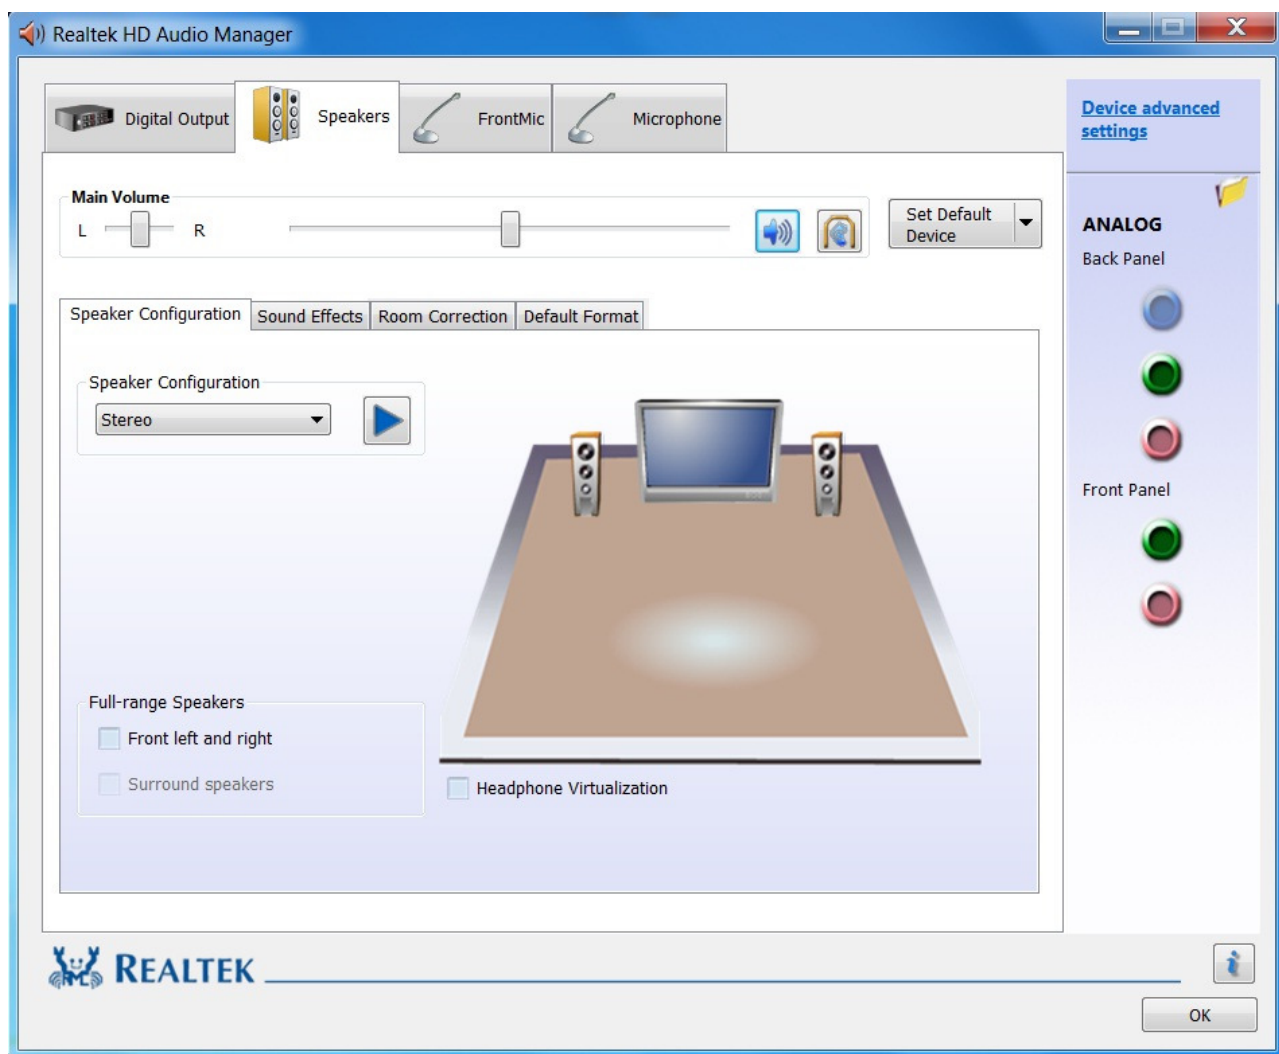 Realtek HD Audio Manager
Digital Output
Speakers
FrontMic
Microphone
Device advanced
settings
Main Volume
L
R
Set Default
Device
ANALOG
Back Panel
Speaker Configuration
Sound Effects
Room Correction
Default Format
Speaker Configuration
Stereo
Front Panel
Full-range Speakers
Front left and right
Surround speakers
Headphone Virtualization
REALTEK
OK